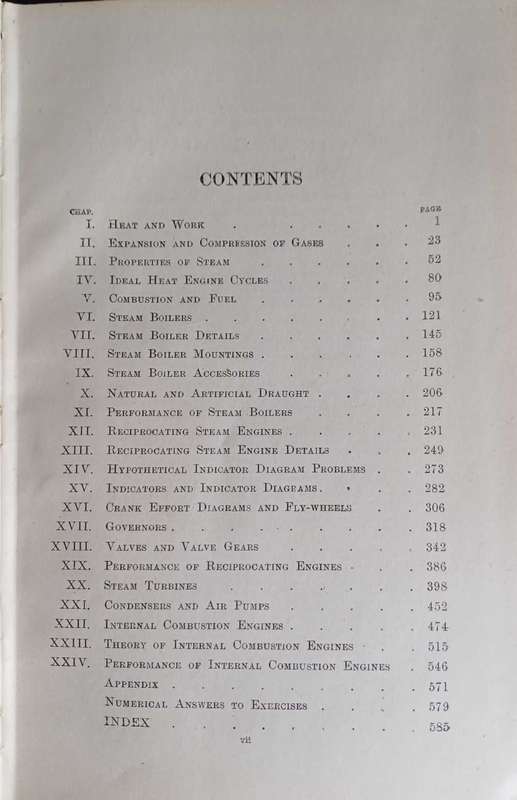 CONTENTS
CHAP. PAGE
I. HEAT AND WORK . . . . . . 1
II. EXPANSION AND COMPRESSION OF GASES . . . 23
III. PROPERTIES OF STEAM . . . . . . 52
IV. IDEAL HEAT ENGINE CYCLES . . . . . 80
V. COMBUSTION AND FUEL . . . . . . 95
VI. STEAM BOILERS . . . . . . . 121
VII. STEAM BOILER DETAILS . . . . . . 145
VIII. STEAM BOILER MOUNTINGS . . . . . . 158
IX. STEAM BOILER ACCESSORIES . . . . . 176
X. NATURAL AND ARTIFICIAL DRAUGHT . . . . 206
XI. PERFORMANCE OF STEAM BOILERS . . . . 217
XII. RECIPROCATING STEAM ENGINES . . . . . 231
XIII. RECIPROCATING STEAM ENGINE DETAILS . . . 249
XIV. HYPOTHETICAL INDICATOR DIAGRAM PROBLEMS . . 273
XV. INDICATORS AND INDICATOR DIAGRAMS . . . . 282
XVI. CRANK EFFORT DIAGRAMS AND FLY-WHEELS . . 306
XVII. GOVERNORS . . . . . . . . . 318
XVIII. VALVES AND VALVE GEARS . . . . . 342
XIX. PERFORMANCE OF RECIPROCATING ENGINES . . . 386
XX. STEAM TURBINES . . . . . . . 398
XXI. CONDENSERS AND AIR PUMPS . . . . . 452
XXII. INTERNAL COMBUSTION ENGINES . . . . . 474
XXIII. THEORY OF INTERNAL COMBUSTION ENGINES . . . 515
XXIV. PERFORMANCE OF INTERNAL COMBUSTION ENGINES . 546
APPENDIX . . . . . . . . . 571
NUMERICAL ANSWERS TO EXERCISES . . . . 579
INDEX . . . . . . . . . 585
vii